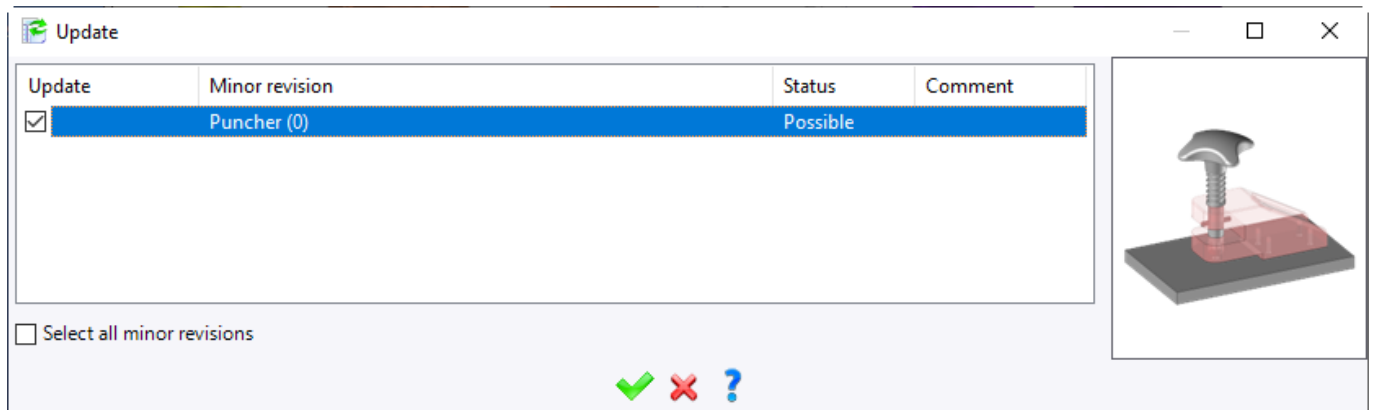 Update
Update Minor revision Status Comment
Puncher (0) Possible
Select all minor revisions